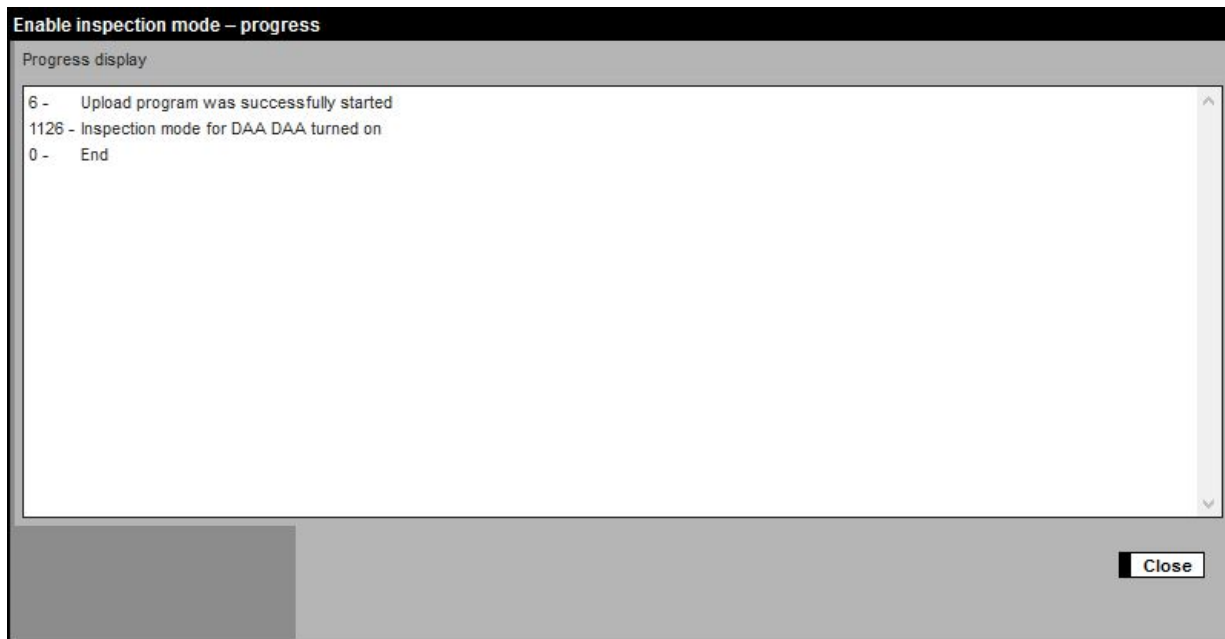 Enable inspection mode – progress
Progress display
6 - Upload program was successfully started
1126 - Inspection mode for DAA DAA turned on
0 - End
Close